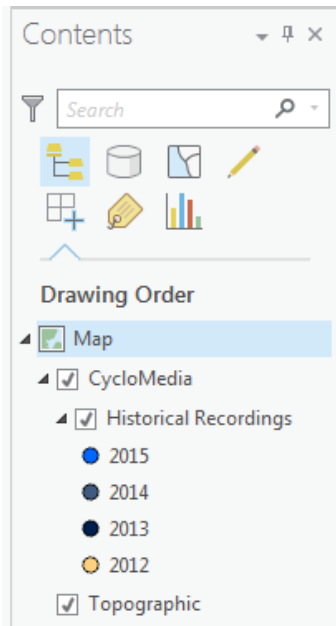 Contents
Search
Drawing Order
Map
CycloMedia
Historical Recordings
2015
2014
2013
2012
Topographic